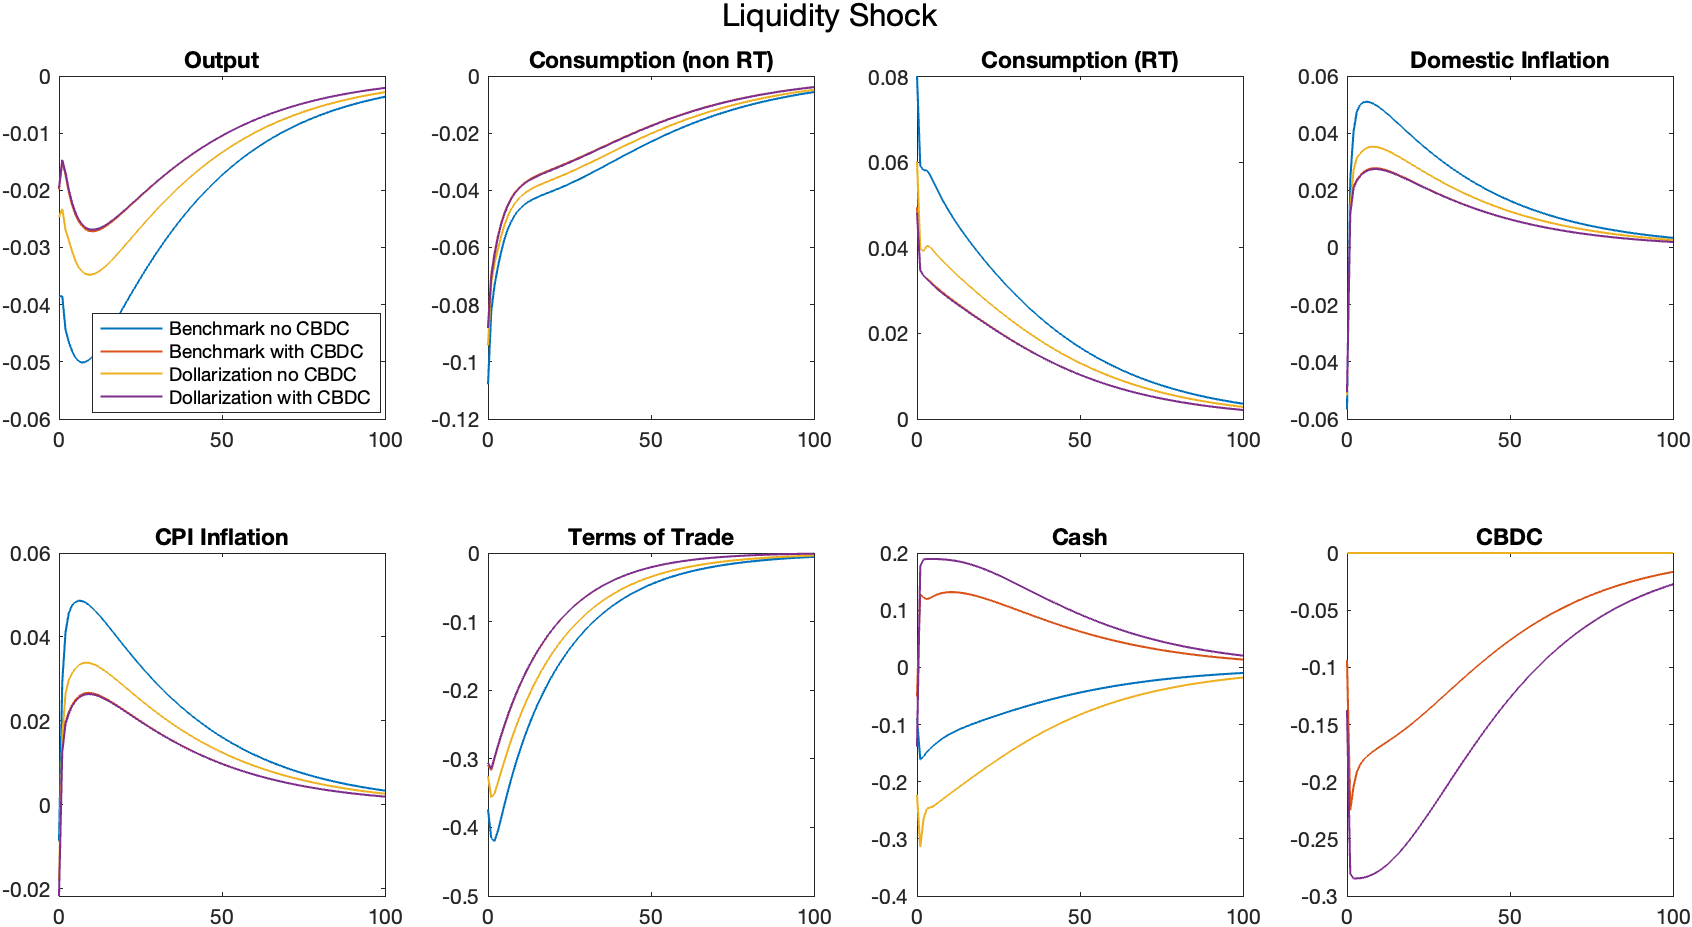 Liquidity Shock
Output
0
-0.01
-0.02
-0.03
-0.04
-0.05
-0.06
0 50 100
Benchmark no CBDC
Benchmark with CBDC
Dollarization no CBDC
Dollarization with CBDC
Consumption (non RT)
0
-0.02
-0.04
-0.06
-0.08
-0.1
-0.12
0 50 100
Consumption (RT)
0.08
0.06
0.04
0.02
0
0 50 100
Domestic Inflation
0.06
0.04
0.02
0
-0.02
-0.04
-0.06
0 50 100
CPI Inflation
0.06
0.04
0.02
0
-0.02
0 50 100
Terms of Trade
0
-0.1
-0.2
-0.3
-0.4
-0.5
0 50 100
Cash
0.2
0.1
0
-0.1
-0.2
-0.3
-0.4
0 50 100
CBDC
0
-0.05
-0.1
-0.15
-0.2
-0.25
-0.3
0 50 100